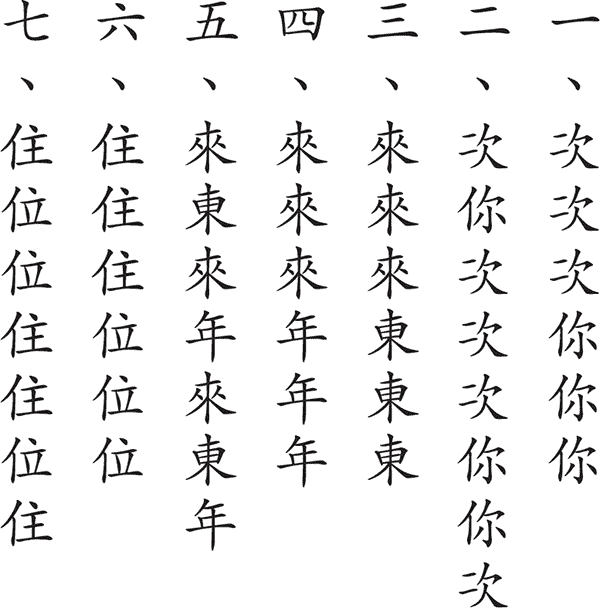 一、次次次你你你
二、次你次次次你你次
三、來來來東東東
四、來來來年年年
五、來東來年來東年
六、住住住位位位
七、住位位住住位住